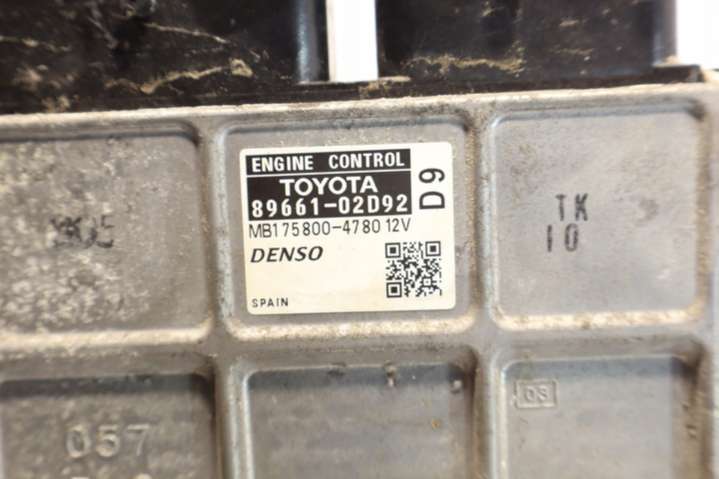 ENGINE CONTROL
TOYOTA
89661-02D92
D9
MB175800-4780 12V
DENSO
SPAIN
TK
10
03
057